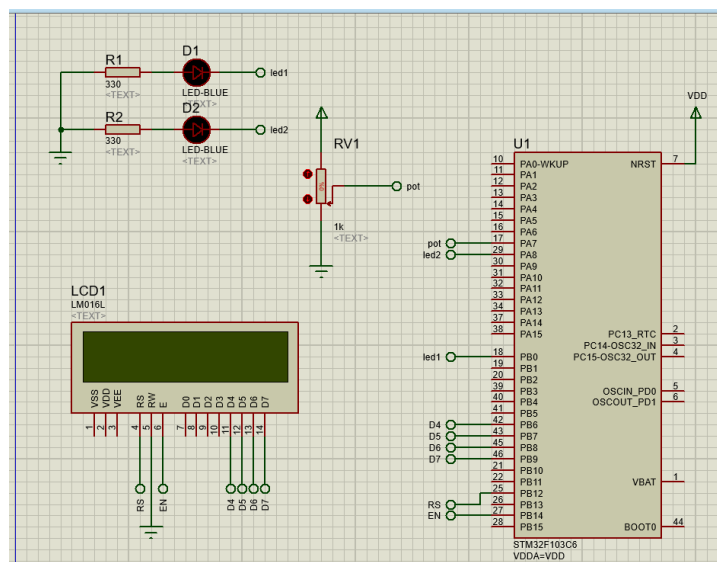 R1
330
<TEXT>
D1
LED-BLUE
<TEXT>
led1
R2
330
<TEXT>
D2
LED-BLUE
<TEXT>
led2
RV1
1k
<TEXT>
pot
LCD1
LM016L
<TEXT>
VSS
VDD
VEE
RS
RW
E
D0
D1
D2
D3
D4
D5
D6
D7
1
2
3
4
5
6
7
8
9
10
11
12
13
14
RS
EN
D4
D5
D6
D7
VDD
U1
10 PA0-WKUP
11 PA1
12 PA2
13 PA3
14 PA4
15 PA5
16 PA6
pot 17 PA7
led2 29 PA8
30 PA9
31 PA10
32 PA11
33 PA12
34 PA13
37 PA14
38 PA15
led1 18 PB0
19 PB1
20 PB2
39 PB3
40 PB4
41 PB5
D4 42 PB6
D5 43 PB7
D6 45 PB8
D7 46 PB9
21 PB10
22 PB11
25 PB12
RS 26 PB13
EN 27 PB14
28 PB15
NRST 7
PC13_RTC 2
PC14-OSC32_IN 3
PC15-OSC32_OUT 4
OSCIN_PD0 5
OSCOUT_PD1 6
VBAT 1
BOOT0 44
STM32F103C6
VDDA=VDD